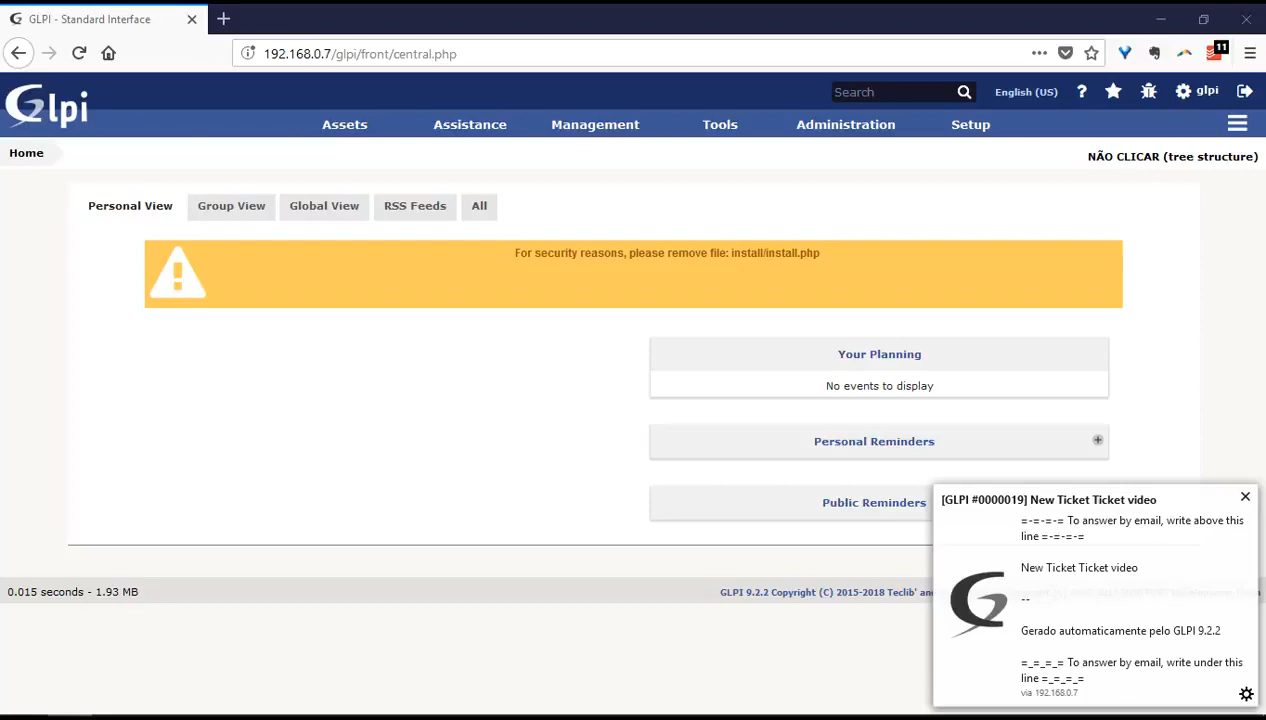 GLPI - Standard Interface
192.168.0.7/glpi/front/central.php
11
Glpi
Search
English (US)
?
glpi
Assets
Assistance
Management
Tools
Administration
Setup
Home
NÃO CLICAR (tree structure)
Personal View
Group View
Global View
RSS Feeds
All
For security reasons, please remove file: install/install.php
Your Planning
No events to display
Personal Reminders
Public Reminders
[GLPI #0000019] New Ticket Ticket video
=-=-=-= To answer by email, write above this
line =-=-=-=
New Ticket Ticket video
--
Gerado automaticamente pelo GLPI 9.2.2
=_=_=_= To answer by email, write under this
line =_=_=_=
via 192.168.0.7
0.015 seconds - 1.93 MB
GLPI 9.2.2 Copyright (C) 2015-2018 Teclib' and